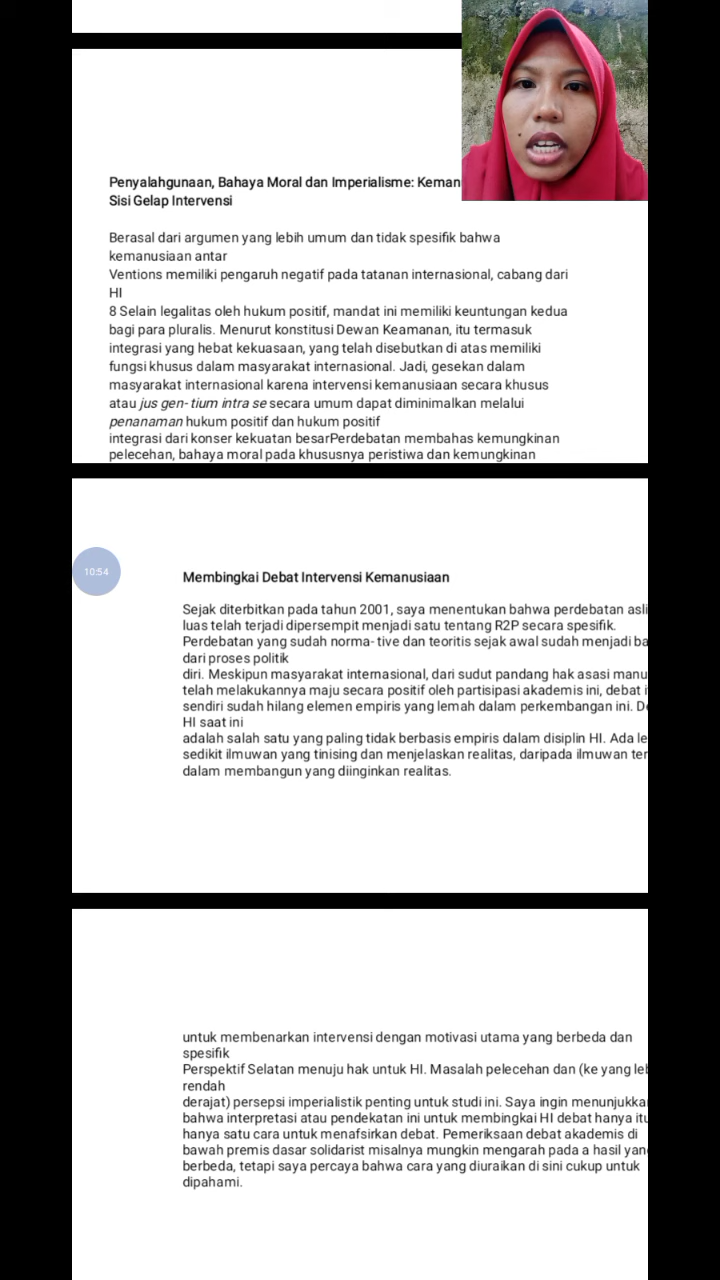 Penyalahgunaan, Bahaya Moral dan Imperialisme:
Sisi Gelap Intervensi
Berasal dari argumen yang lebih umum dan tidak spesifik bahwa
kemanusiaan antar
Ventions memiliki pengaruh negatif pada tatanan internasional, cabang dari
HI
8 Selain legalitas oleh hukum positif, mandat ini memiliki keuntungan kedua
bagi para pluralis. Menurut konstitusi Dewan Keamanan, itu termasuk
integrasi yang hebat kekuasaan, yang telah disebutkan di atas memiliki
fungsi khusus dalam masyarakat internasional. Jadi, gesekan dalam
masyarakat internasional karena intervensi kemanusiaan secara khusus
atau jus gen- tium intra se secara umum dapat diminimalkan melalui
penanaman hukum positif dan hukum positif
integrasi dari konser kekuatan besarPerdebatan membahas kemungkinan
pelecehan, bahaya moral pada khususnya peristiwa dan kemungkinan
10:54
Membingkai Debat Intervensi Kemanusiaan
Sejak diterbitkan pada tahun 2001, saya menentukan bahwa perdebatan asli
luas telah terjadi dipersempit menjadi satu tentang R2P secara spesifik.
Perdebatan yang sudah norma- tive dan teoritis sejak awal sudah menjadi
dari proses politik
diri. Meskipun masyarakat internasional, dari sudut pandang hak asasi
telah melakukannya maju secara positif oleh partisipasi akademis ini, debat
sendiri sudah hilang elemen empiris yang lemah dalam perkembangan ini.
HI saat ini
adalah salah satu yang paling tidak berbasis empiris dalam disiplin HI. Ada
sedikit ilmuwan yang tinising dan menjelaskan realitas, daripada ilmuwan
dalam membangun yang diinginkan realitas.
untuk membenarkan intervensi dengan motivasi utama yang berbeda dan
spesifik
Perspektif Selatan menuju hak untuk HI. Masalah pelecehan dan (ke yang
rendah
derajat) persepsi imperialistik penting untuk studi ini. Saya ingin
bahwa interpretasi atau pendekatan ini untuk membingkai HI debat hanya itu
hanya satu cara untuk menafsirkan debat. Pemeriksaan debat akademis di
bawah premis dasar solidarist misalnya mungkin mengarah pada a hasil
berbeda, tetapi saya percaya bahwa cara yang diuraikan di sini cukup untuk
dipahami.